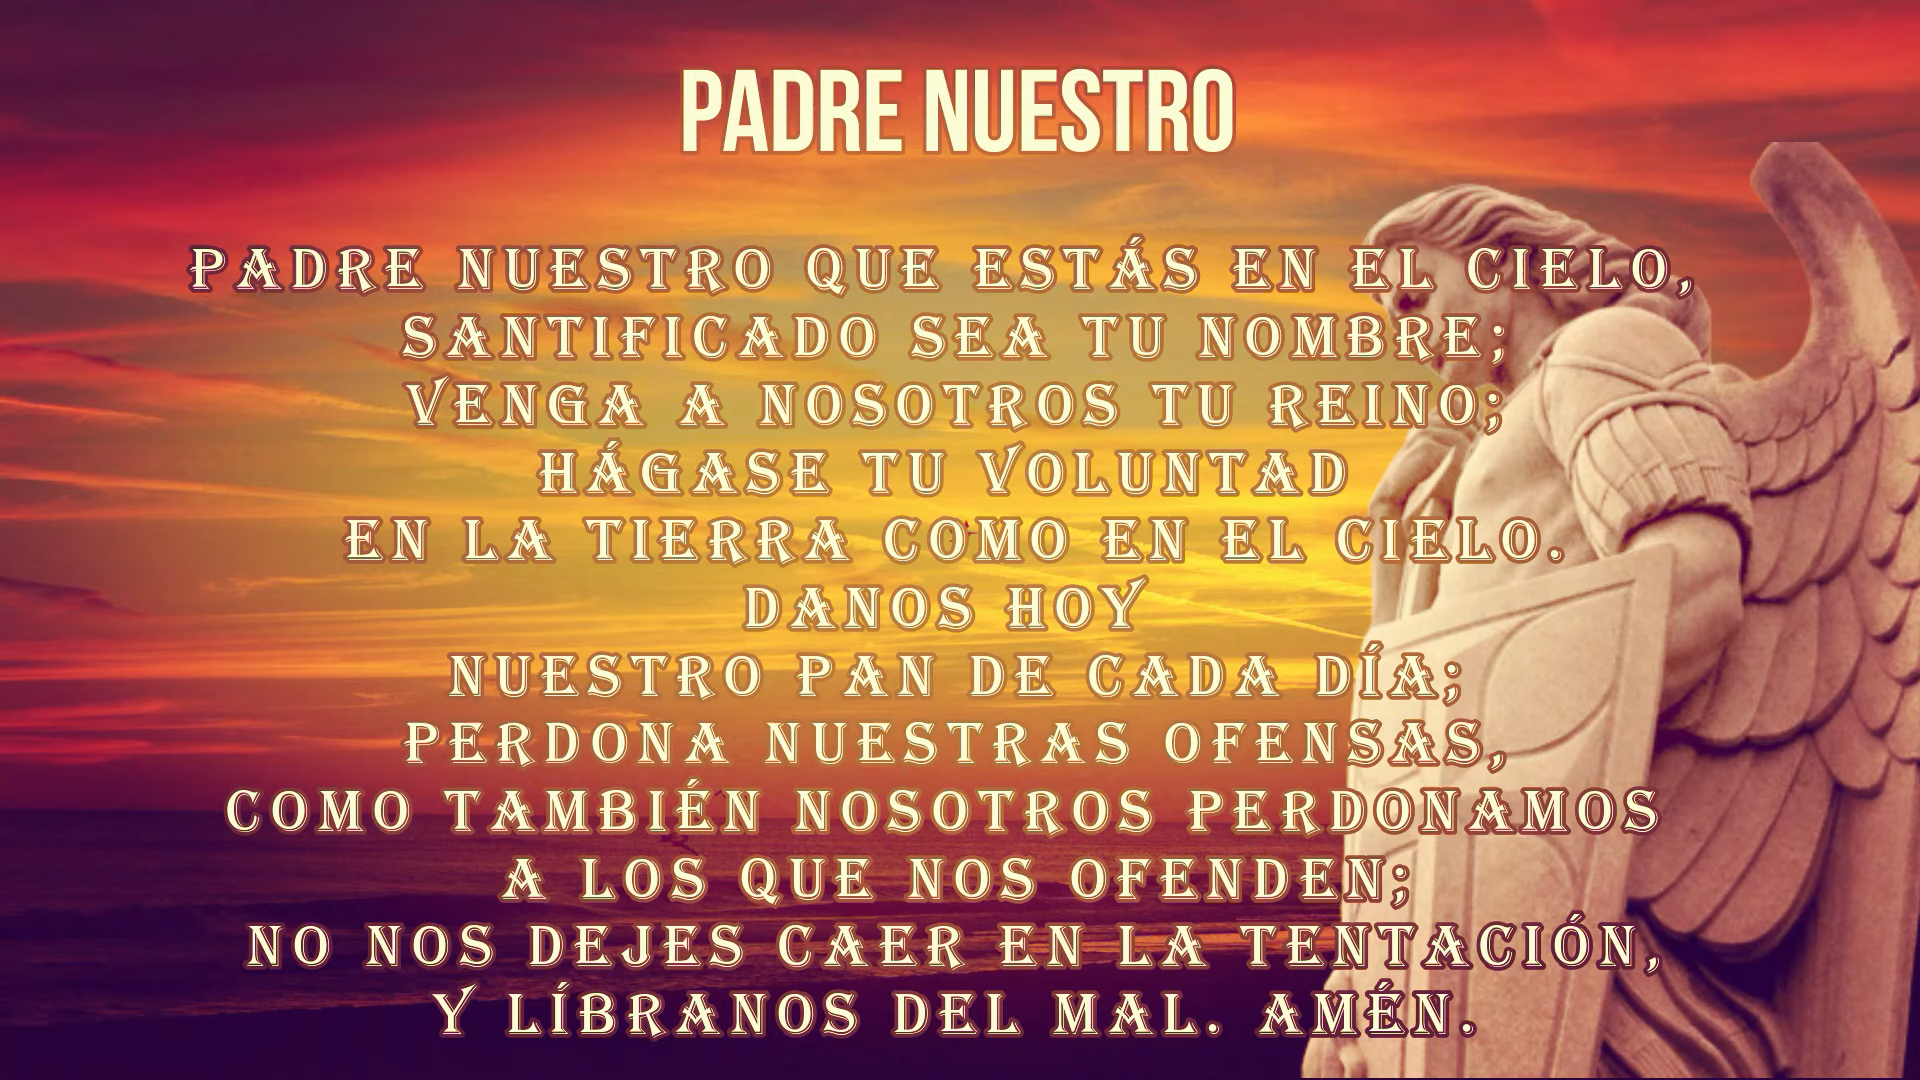 PADRE NUESTRO
PADRE NUESTRO QUE ESTÁS EN EL CIELO,
SANTIFICADO SEA TU NOMBRE;
VENGA A NOSOTROS TU REINO;
HÁGASE TU VOLUNTAD
EN LA TIERRA COMO EN EL CIELO.
DANOS HOY
NUESTRO PAN DE CADA DÍA;
PERDONA NUESTRAS OFENSAS,
COMO TAMBIÉN NOSOTROS PERDONAMOS
A LOS QUE NOS OFENDEN;
NO NOS DEJES CAER EN LA TENTACIÓN,
Y LÍBRANOS DEL MAL. AMÉN.